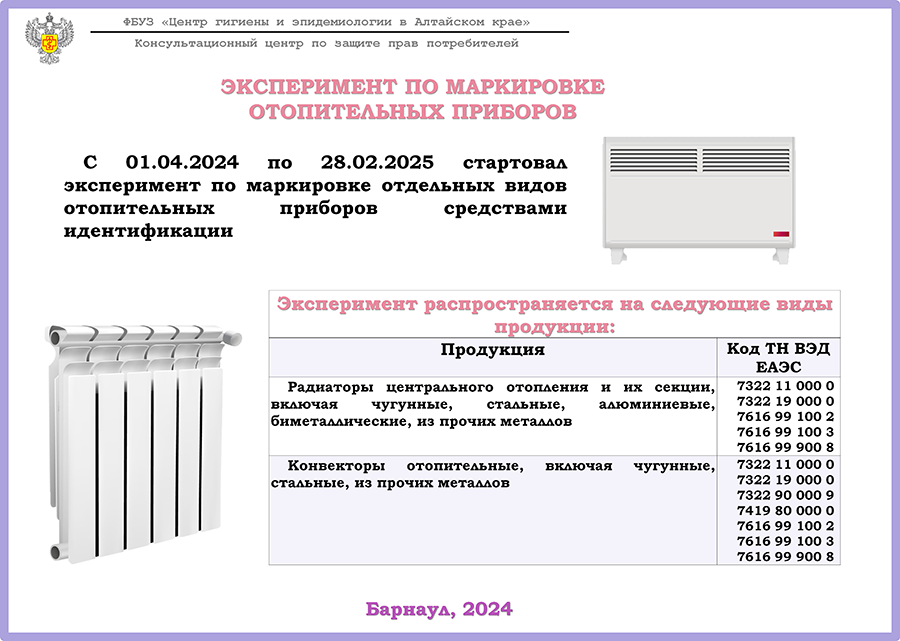 ФБУЗ «Центр гигиены и эпидемиологии в Алтайском крае»
Консультационный центр по защите прав потребителей
ЭКСПЕРИМЕНТ ПО МАРКИРОВКЕ
ОТОПИТЕЛЬНЫХ ПРИБОРОВ
С 01.04.2024 по 28.02.2025 стартовал
эксперимент по маркировке отдельных видов
отопительных приборов средствами
идентификации
Эксперимент распространяется на следующие виды
продукции:
Продукция
Код ТН ВЭД
ЕАЭС
Радиаторы центрального отопления и их секции,
включая чугунные, стальные, алюминиевые,
биметаллические, из прочих металлов
7322 11 000 0
7322 19 000 0
7616 99 100 2
7616 99 100 3
7616 99 900 8
Конвекторы отопительные, включая чугунные,
стальные, из прочих металлов
7322 11 000 0
7322 19 000 0
7322 90 000 9
7419 80 000 0
7616 99 100 2
7616 99 100 3
7616 99 900 8
Барнаул, 2024